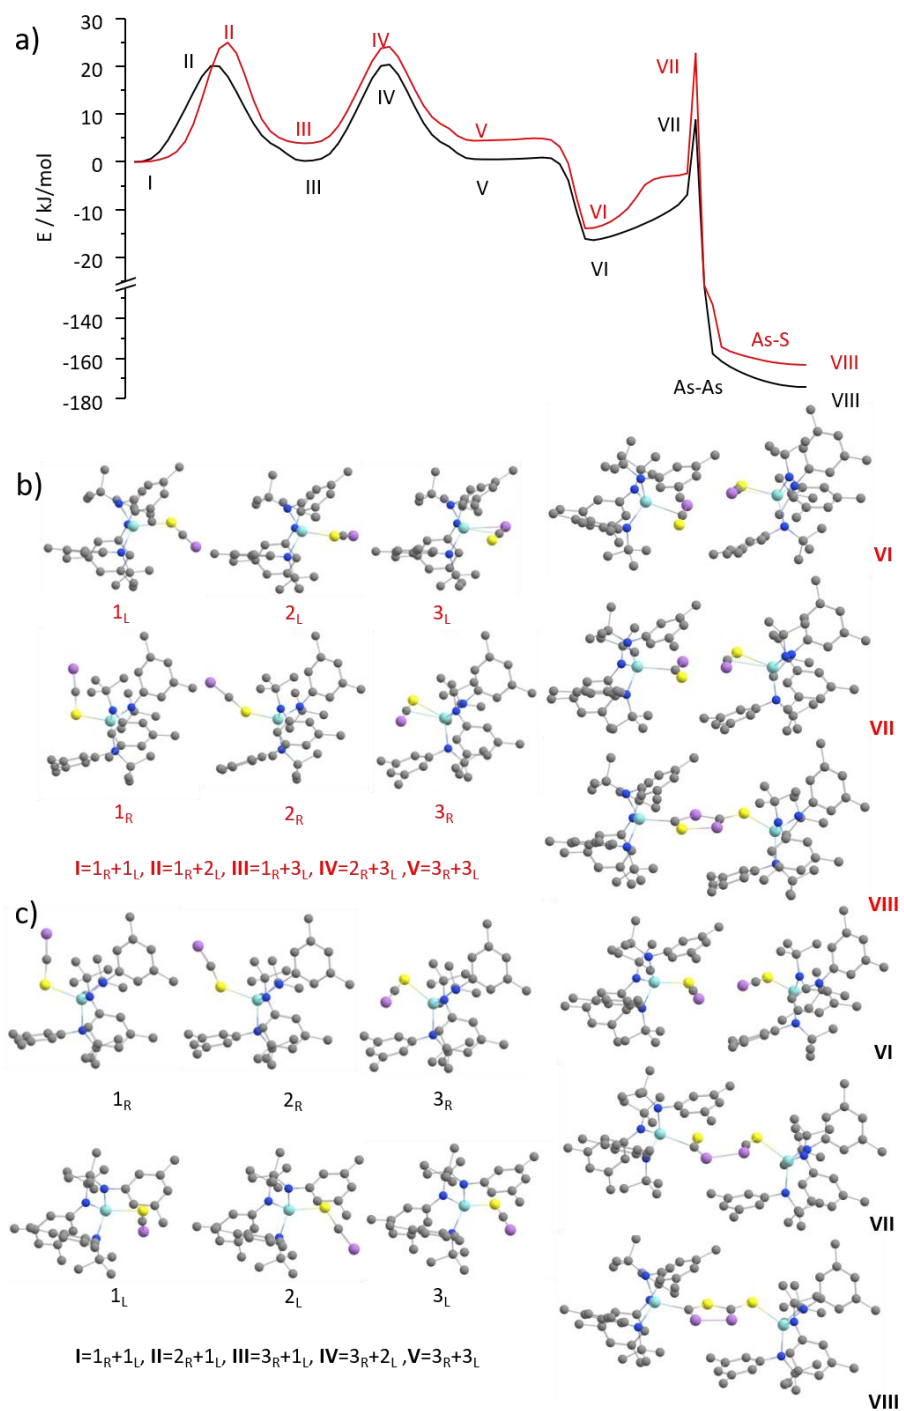 a)
E / kJ/mol
30
20
10
0
-10
-20
-140
-160
-180
II
II
IV
IV
VII
VII
III
III
I
V
V
VI
VI
As-S
VIII
As-As
VIII
b)
1L
2L
3L
VI
1R
2R
3R
VII
I=1R+1L, II=1R+2L, III=1R+3L, IV=2R+3L ,V=3R+3L
VIII
c)
1R
2R
3R
VI
1L
2L
3L
VII
I=1R+1L, II=2R+1L, III=3R+1L, IV=3R+2L ,V=3R+3L
VIII